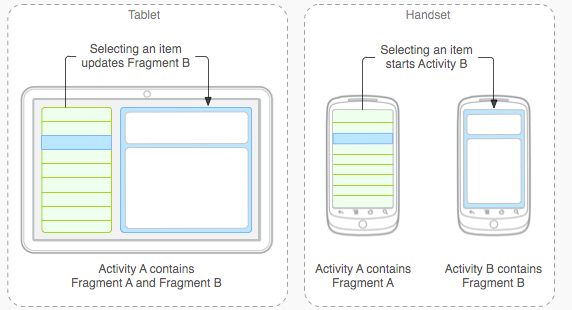 Tablet
Selecting an item
updates Fragment B
Activity A contains
Fragment A and Fragment B
Handset
Selecting an item
starts Activity B
Activity A contains
Fragment A
Activity B contains
Fragment B